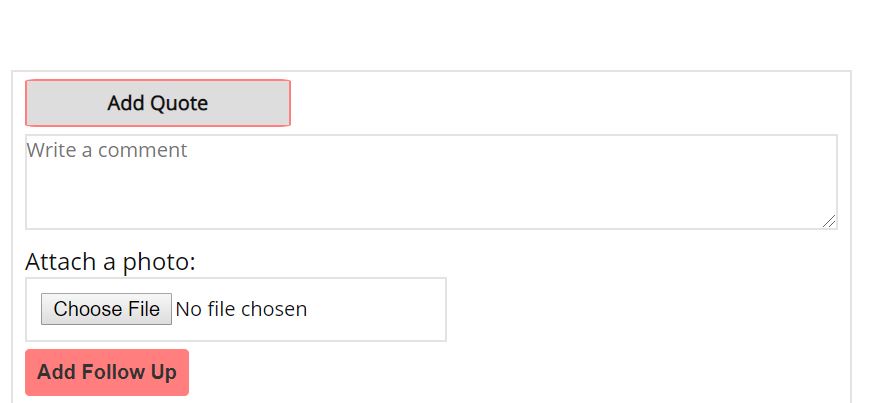 Add Quote
Write a comment
Attach a photo:
Choose File No file chosen
Add Follow Up